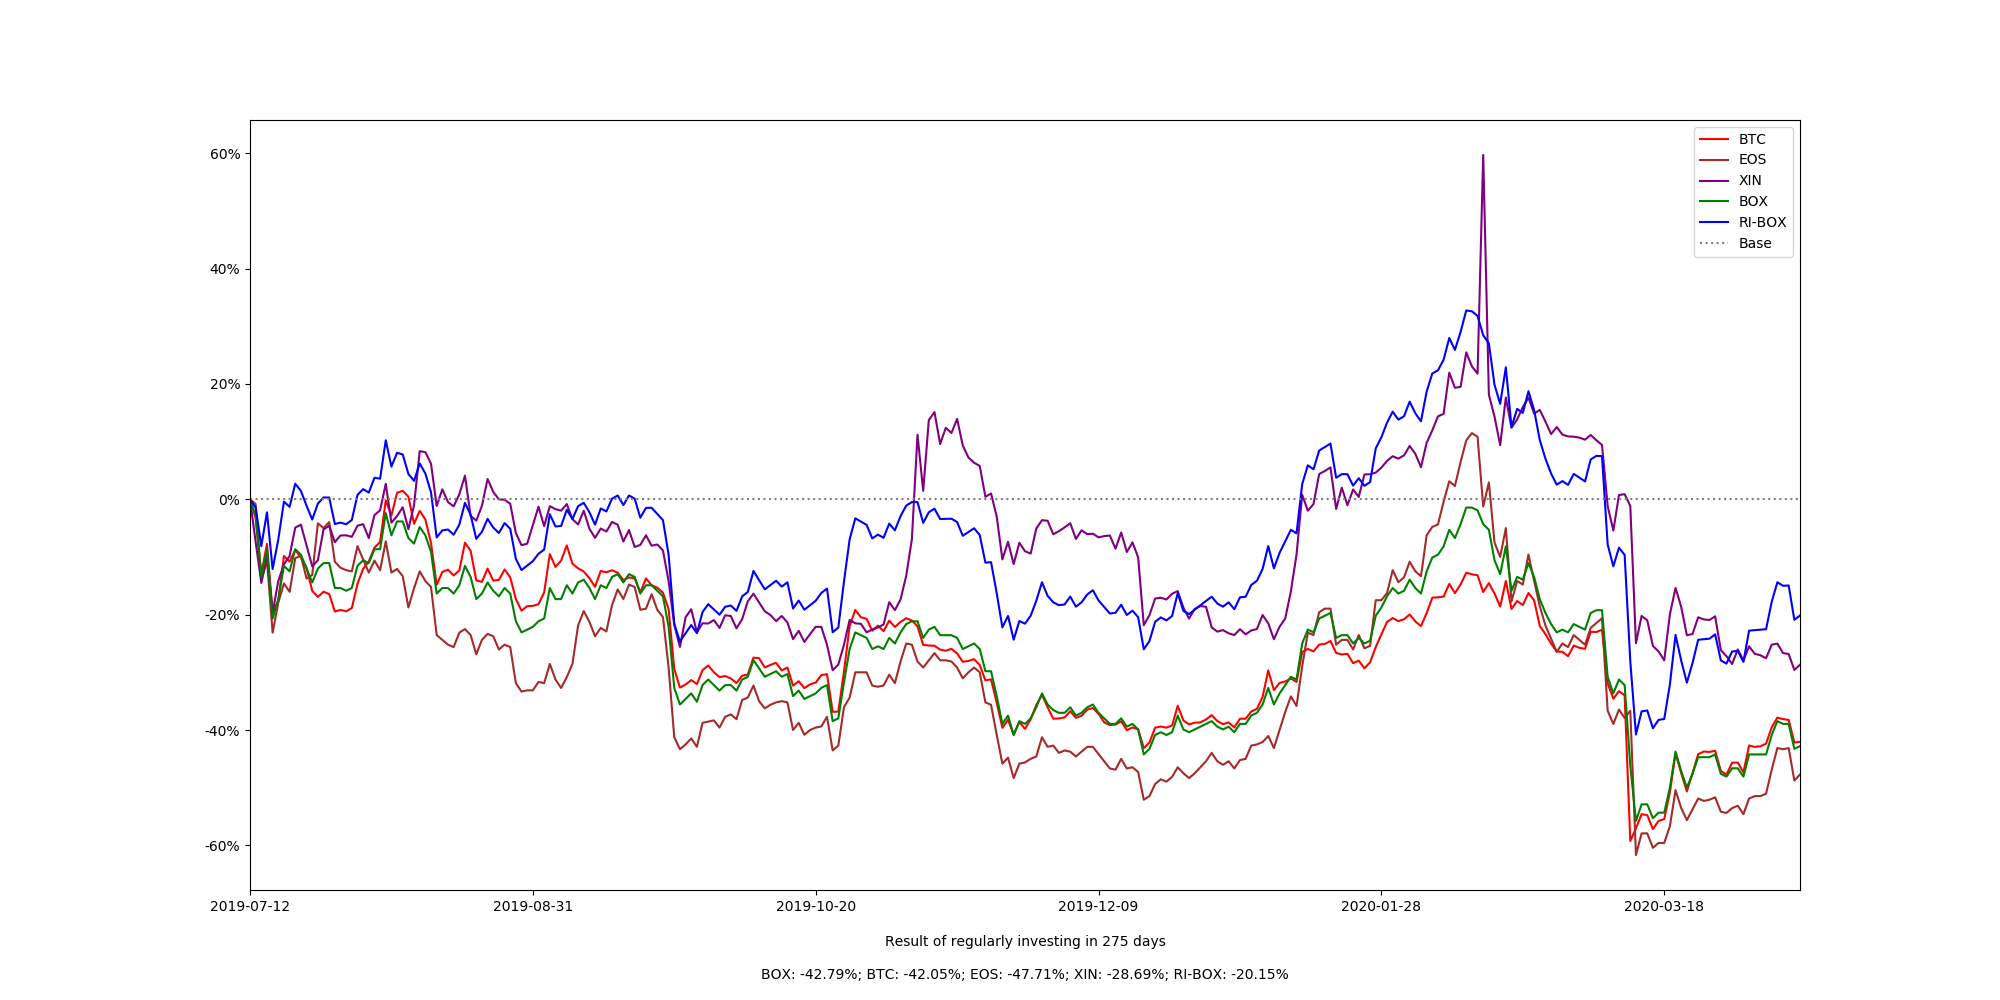 60%
40%
20%
0%
-20%
-40%
-60%
BTC
EOS
XIN
BOX
RI-BOX
Base
2019-07-12 2019-08-31 2019-10-20 2019-12-09 2020-01-28 2020-03-18
Result of regularly investing in 275 days
BOX: -42.79%; BTC: -42.05%; EOS: -47.71%; XIN: -28.69%; RI-BOX: -20.15%